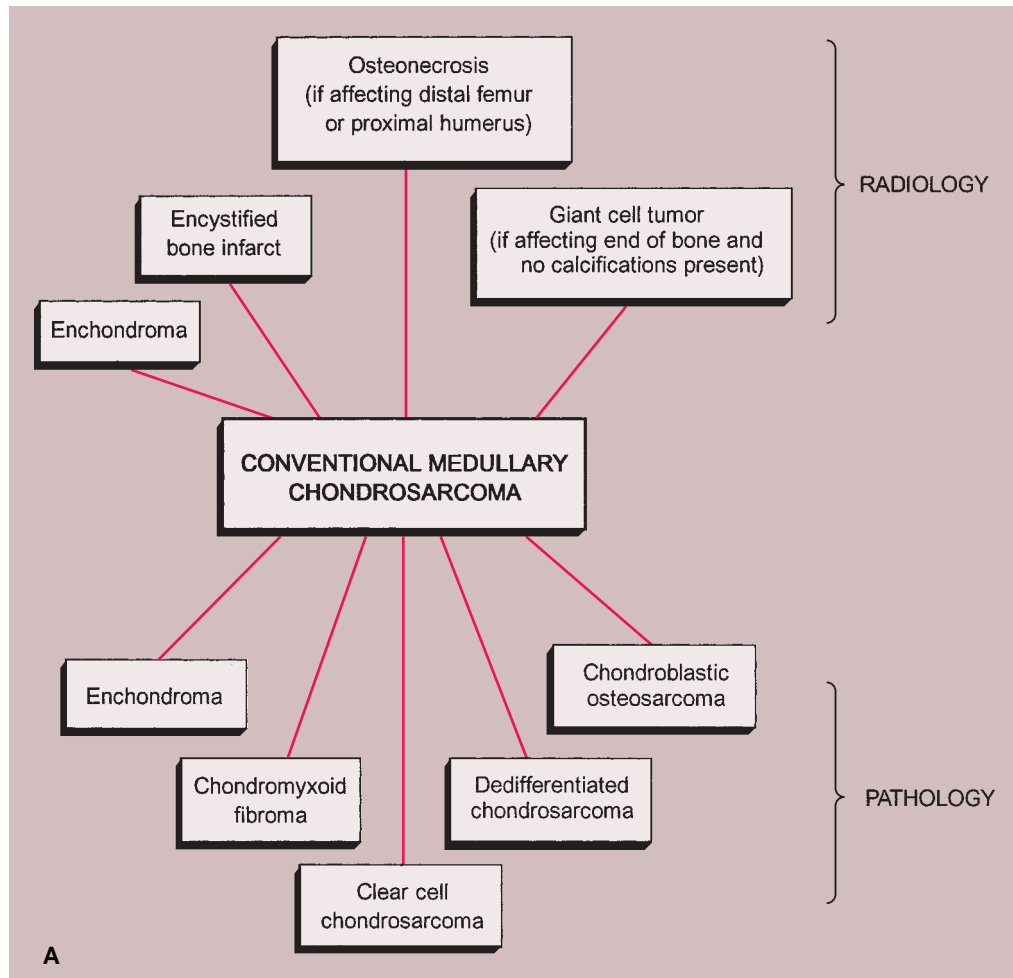 Osteonecrosis
(if affecting distal femur
or proximal humerus)
RADIOLOGY
Encystified
bone infarct
Giant cell tumor
(if affecting end of bone and
no calcifications present)
Enchondroma
CONVENTIONAL MEDULLARY
CHONDROSARCOMA
Enchondroma
Chondroblastic
osteosarcoma
Chondromyxoid
fibroma
Dedifferentiated
chondrosarcoma
PATHOLOGY
Clear cell
chondrosarcoma
A